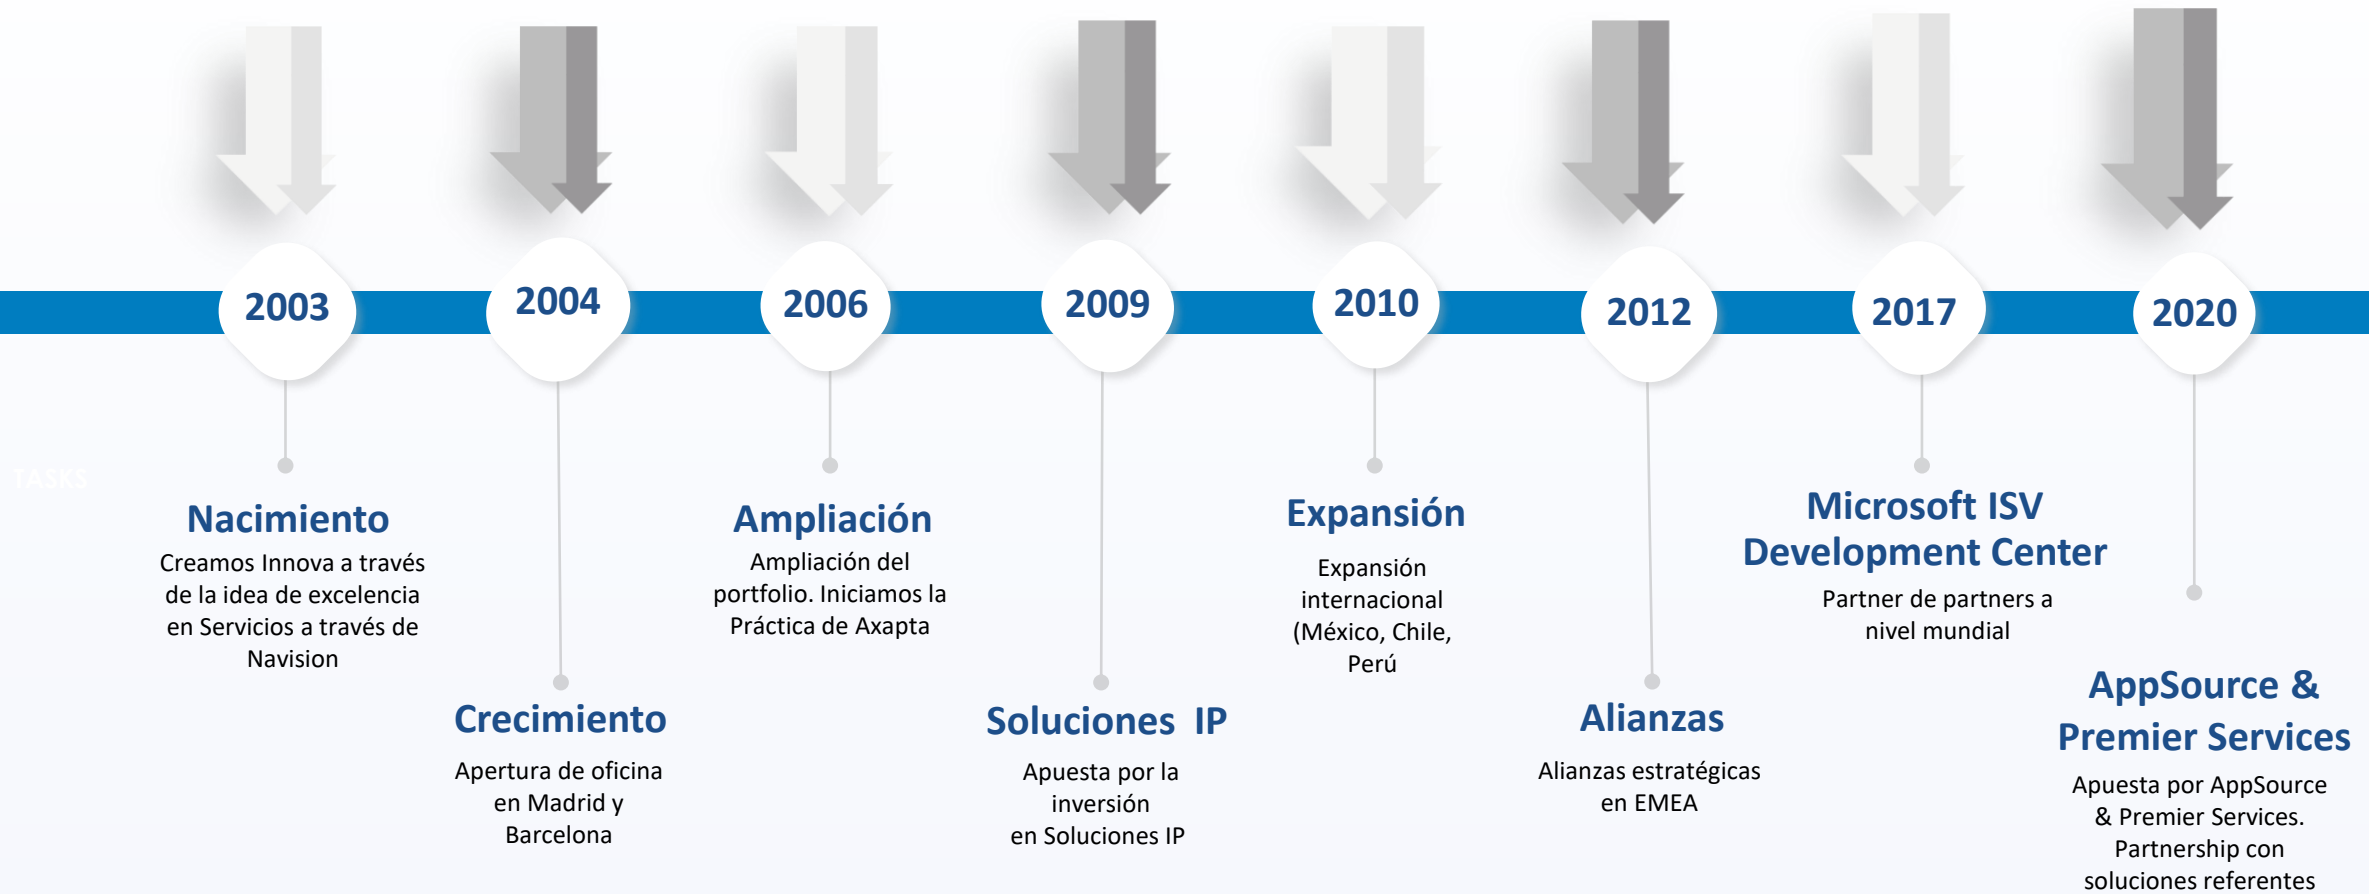 2003
2004
2006
2009
2010
2012
2017
2020
TASKS
Nacimiento
Creamos Innova a través
de la idea de excelencia
en Servicios a través de
Navision
Crecimiento
Apertura de oficina
en Madrid y
Barcelona
Ampliación
Ampliación del
portfolio. Iniciamos la
Práctica de Axapta
Soluciones IP
Apuesta por la
inversión
en Soluciones IP
Expansión
Expansión
internacional
(México, Chile,
Perú
Alianzas
Alianzas estratégicas
en EMEA
Microsoft ISV
Development Center
Partner de partners a
nivel mundial
AppSource &
Premier Services
Apuesta por AppSource
& Premier Services.
Partnership con
soluciones referentes